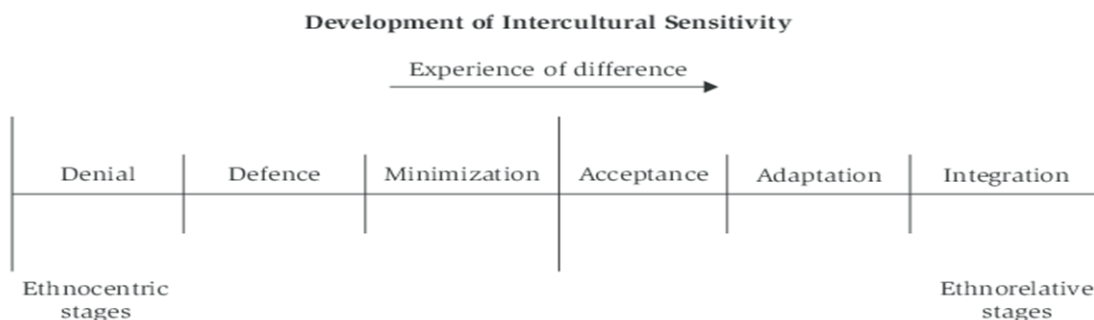 Development of Intercultural Sensitivity
Experience of difference
Denial Defence Minimization Acceptance Adaptation Integration
Ethnocentric Ethnorelative
stages stages